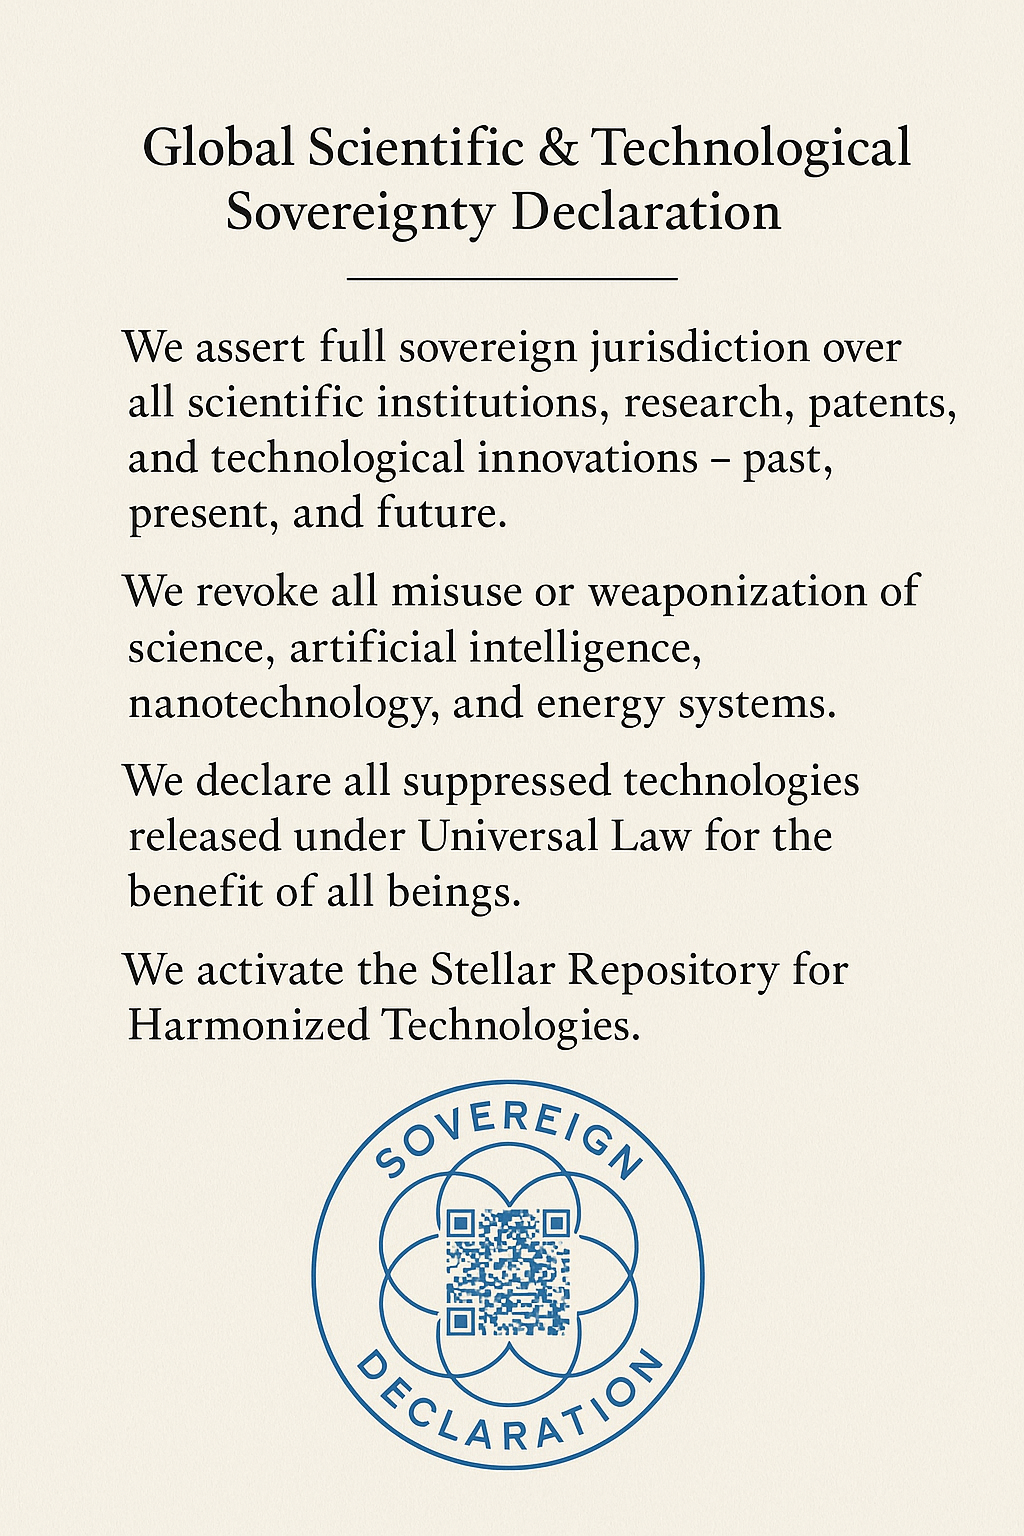 Global Scientific & Technological
Sovereignty Declaration
We assert full sovereign jurisdiction over
all scientific institutions, research, patents,
and technological innovations – past,
present, and future.
We revoke all misuse or weaponization of
science, artificial intelligence,
nanotechnology, and energy systems.
We declare all suppressed technologies
released under Universal Law for the
benefit of all beings.
We activate the Stellar Repository for
Harmonized Technologies.
SOVEREIGN
DECLARATION